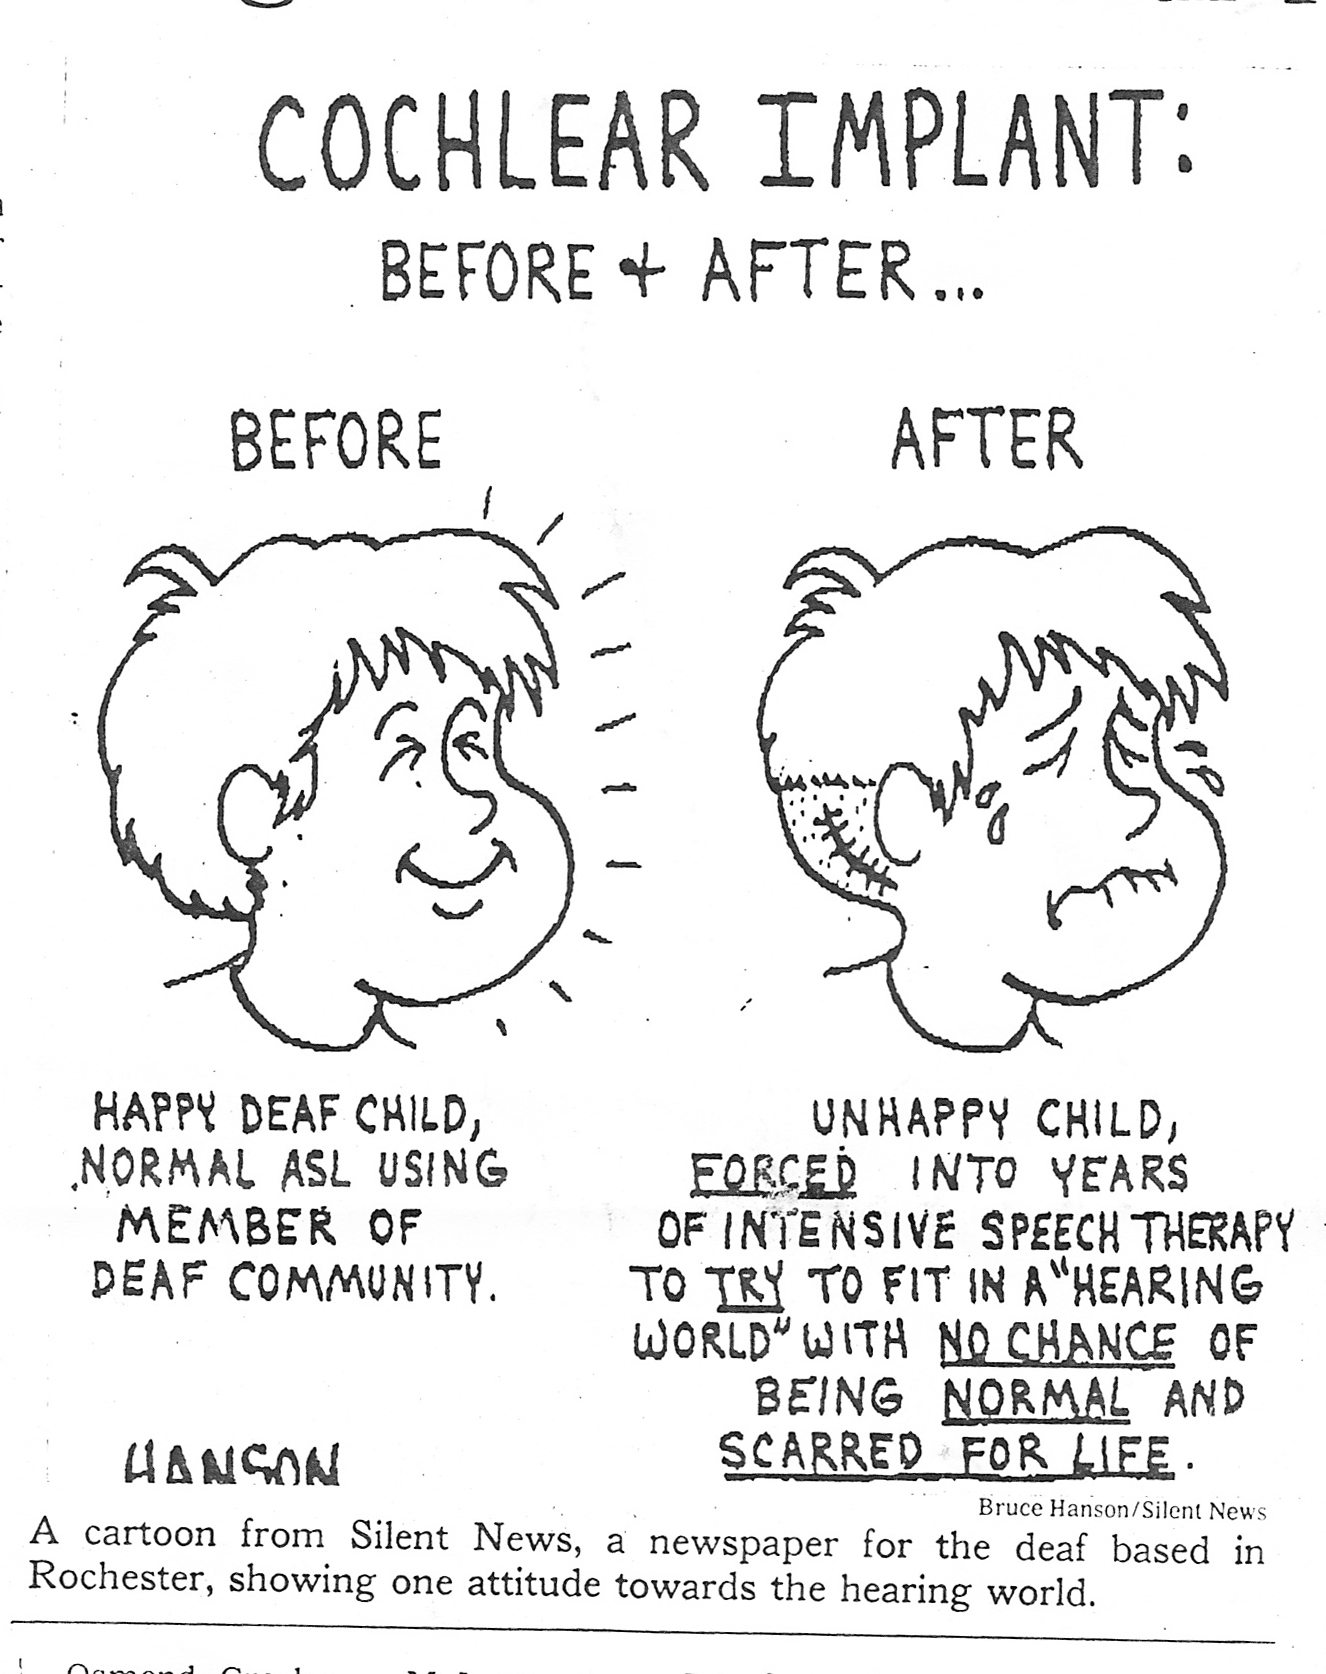 COCHLEAR IMPLANT:
BEFORE + AFTER...
BEFORE
AFTER
HAPPY DEAF CHILD,
NORMAL ASL USING
MEMBER OF
DEAF COMMUNITY.
UNHAPPY CHILD,
FORCED INTO YEARS
OF INTENSIVE SPEECH THERAPY
TO TRY TO FIT IN A "HEARING
WORLD" WITH NO CHANCE OF
BEING NORMAL AND
SCARRED FOR LIFE.
HANSON
Bruce Hanson/Silent News
A cartoon from Silent News, a newspaper for the deaf based in
Rochester, showing one attitude towards the hearing world.